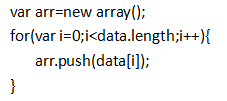 var arr=new array();
for(var i=0;i<data.length;i++){
arr.push(data[i]);
}